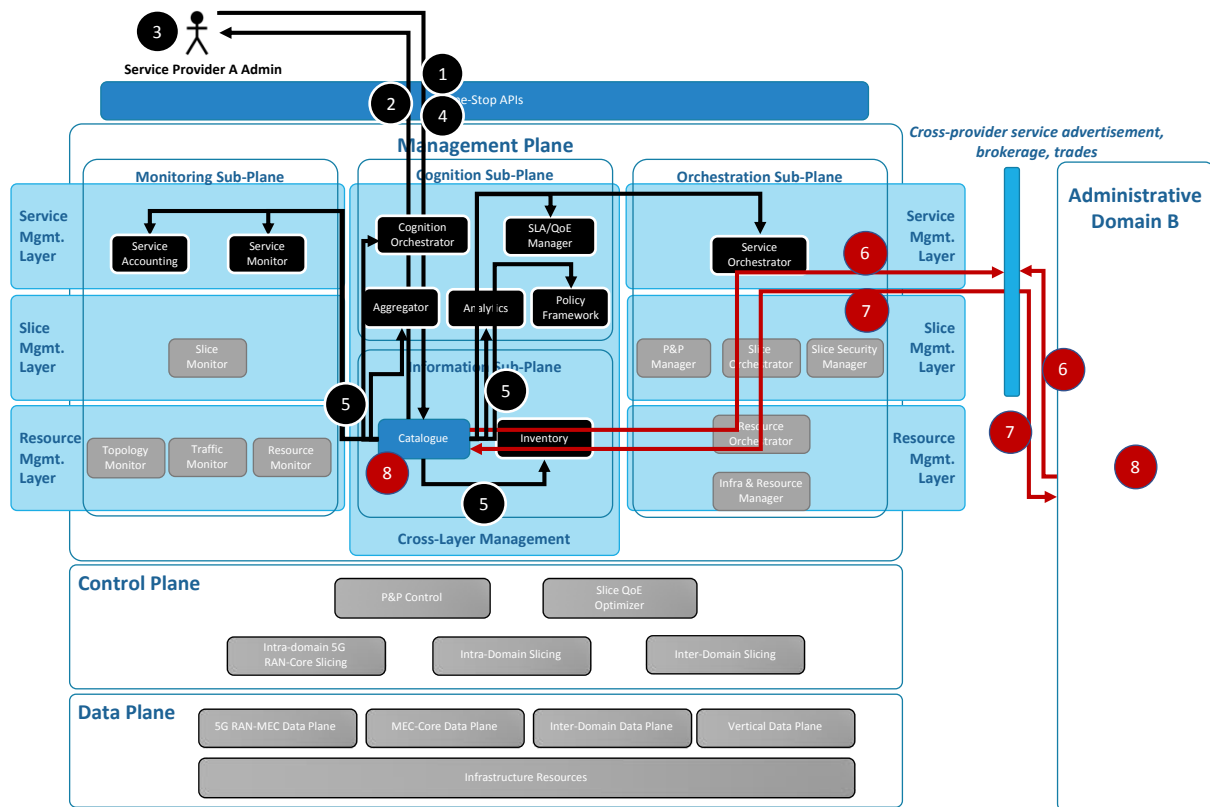 3
Service Provider A Admin
1
2
4
ne-Stop APIs
Cross-provider service advertisement,
brokerage, trades
Management Plane
Monitoring Sub-Plane
Cognition Sub-Plane
Orchestration Sub-Plane
Administrative
Domain B
Service
Mgmt.
Layer
Service
Accounting
Service
Monitor
Cognition
Orchestrator
SLA/QoE
Manager
Service
Orchestrator
6
Service
Mgmt.
Layer
Aggregator
Analytics
Policy
Framework
7
Slice
Mgmt.
Layer
Slice
Monitor
Information Sub-Plane
P&P
Manager
Slice
Orchestrator
Slice Security
Manager
Slice
Mgmt.
Layer
6
5
5
7
Resource
Mgmt.
Layer
Topology
Monitor
Traffic
Monitor
Resource
Monitor
Catalogue
Inventory
8
5
Resource
Orchestrator
Infra & Resource
Manager
Resource
Mgmt.
Layer
8
Cross-Layer Management
Control Plane
P&P Control
Slice QoE
Optimizer
Intra-domain 5G
RAN-Core Slicing
Intra-Domain Slicing
Inter-Domain Slicing
Data Plane
5G RAN-MEC Data Plane
MEC-Core Data Plane
Inter-Domain Data Plane
Vertical Data Plane
Infrastructure Resources